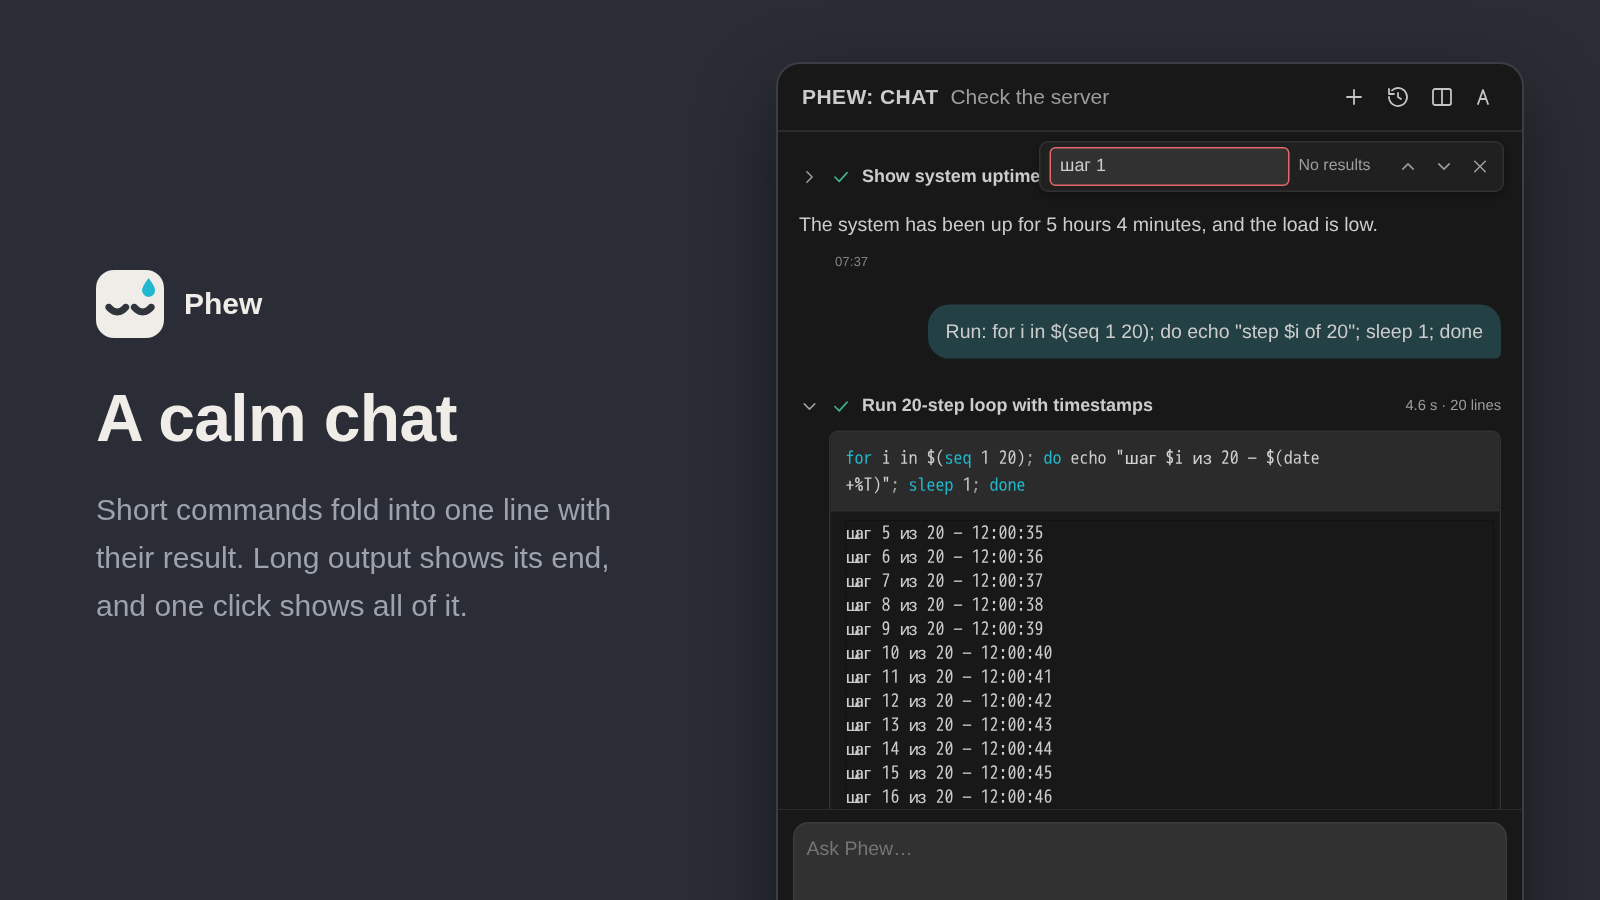 Phew
A calm chat
Short commands fold into one line with
their result. Long output shows its end,
and one click shows all of it.
PHEW: CHAT Check the server
шаг 1 No results
Show system uptime
The system has been up for 5 hours 4 minutes, and the load is low.
07:37
Run: for i in $(seq 1 20); do echo "step $i of 20"; sleep 1; done
Run 20-step loop with timestamps 4.6 s · 20 lines
for i in $(seq 1 20); do echo "шаг $i из 20 — $(date
+%T)"; sleep 1; done
шаг 5 из 20 — 12:00:35
шаг 6 из 20 — 12:00:36
шаг 7 из 20 — 12:00:37
шаг 8 из 20 — 12:00:38
шаг 9 из 20 — 12:00:39
шаг 10 из 20 — 12:00:40
шаг 11 из 20 — 12:00:41
шаг 12 из 20 — 12:00:42
шаг 13 из 20 — 12:00:43
шаг 14 из 20 — 12:00:44
шаг 15 из 20 — 12:00:45
шаг 16 из 20 — 12:00:46
Ask Phew…